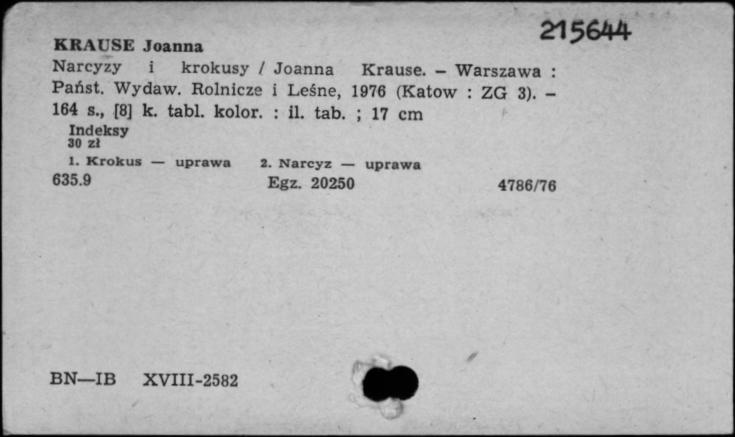 215644
KRAUSE Joanna
Narcyzy i krokusy / Joanna Krause. — Warszawa :
Państ. Wydaw. Rolnicze i Leśne, 1976 (Katow : ZG 3). —
164 s., [8] k. tabl. kolor. : il. tab. ; 17 cm
Indeksy
30 zł
1. Krokus — uprawa 2. Narcyz — uprawa
635.9 Egz. 20250 4786/76
BN—IB XVIII-2582